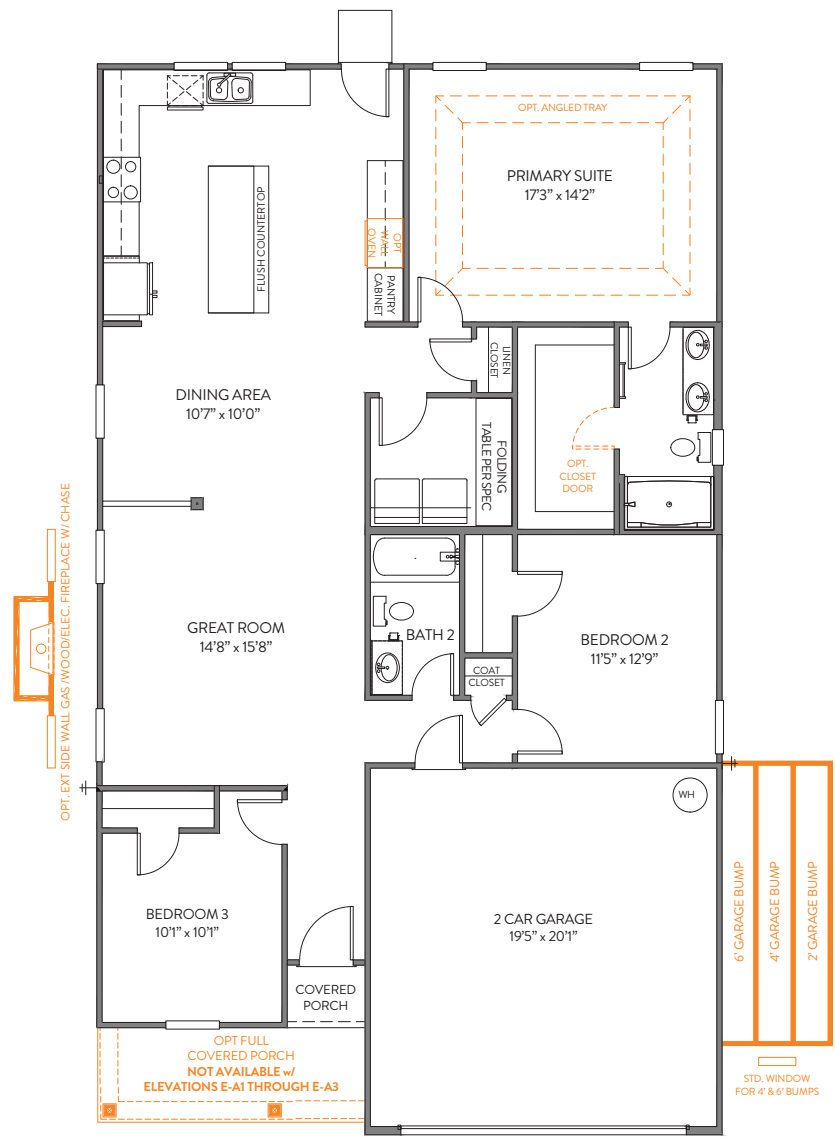 OPT. ANGLED TRAY
PRIMARY SUITE
17'3" x 14'2"
FLUSH COUNTERTOP
OPT
WALL
OVEN
PANTRY
CABINET
LINEN
CLOSET
DINING AREA
10'7" x 10'0"
FOLDING
TABLE PER SPEC
OPT.
CLOSET
DOOR
OPT. EXT SIDE WALL GAS /WOOD/ELEC. FIREPLACE W/ CHASE
GREAT ROOM
14'8" x 15'8"
BATH 2
BEDROOM 2
11'5" x 12'9"
COAT
CLOSET
WH
BEDROOM 3
10'1" x 10'1"
2 CAR GARAGE
19'5" x 20'1"
6' GARAGE BUMP
4' GARAGE BUMP
2' GARAGE BUMP
COVERED
PORCH
OPT FULL
COVERED PORCH
NOT AVAILABLE w/
ELEVATIONS E-A1 THROUGH E-A3
STD. WINDOW
FOR 4' & 6' BUMPS